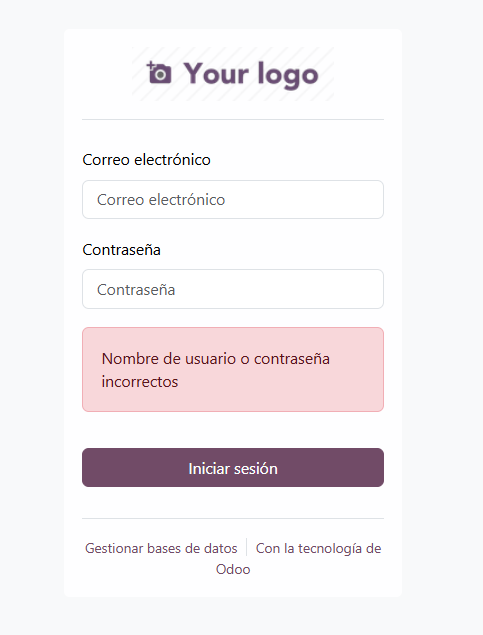 Your logo
Correo electrónico
Correo electrónico
Contraseña
Contraseña
Nombre de usuario o contraseña
incorrectos
Iniciar sesión
Gestionar bases de datos Con la tecnología de
Odoo